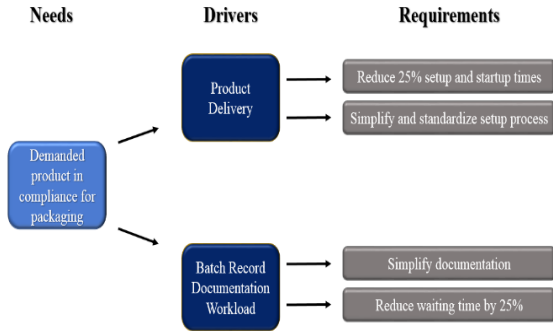 Needs
Drivers
Requirements
Product
Delivery
Reduce 25% setup and startup times
Simplify and standardize setup process
Demanded
product in
compliance for
packaging
Batch Record
Documentation
Workload
Simplify documentation
Reduce waiting time by 25%